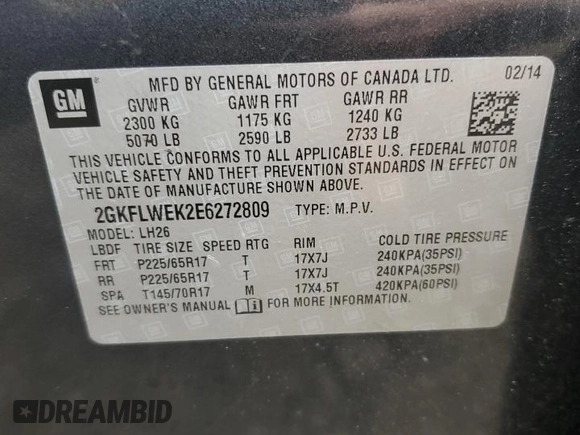 MFD BY GENERAL MOTORS OF CANADA LTD. 02/14
GM
GVWR GAWR FRT GAWR RR
2300 KG 1175 KG 1240 KG
5070 LB 2590 LB 2733 LB
THIS VEHICLE CONFORMS TO ALL APPLICABLE U.S. FEDERAL MOTOR
VEHICLE SAFETY AND THEFT PREVENTION STANDARDS IN EFFECT ON
THE DATE OF MANUFACTURE SHOWN ABOVE.
2GKFLWEK2E6272809 TYPE: M.P.V.
MODEL: LH26
LBDF TIRE SIZE SPEED RTG RIM COLD TIRE PRESSURE
FRT P225/65R17 T 17X7J 240KPA(35PSI)
RR P225/65R17 T 17X7J 240KPA(35PSI)
SPA T145/70R17 M 17X4.5T 420KPA(60PSI)
SEE OWNER'S MANUAL FOR MORE INFORMATION.
DREAMBID